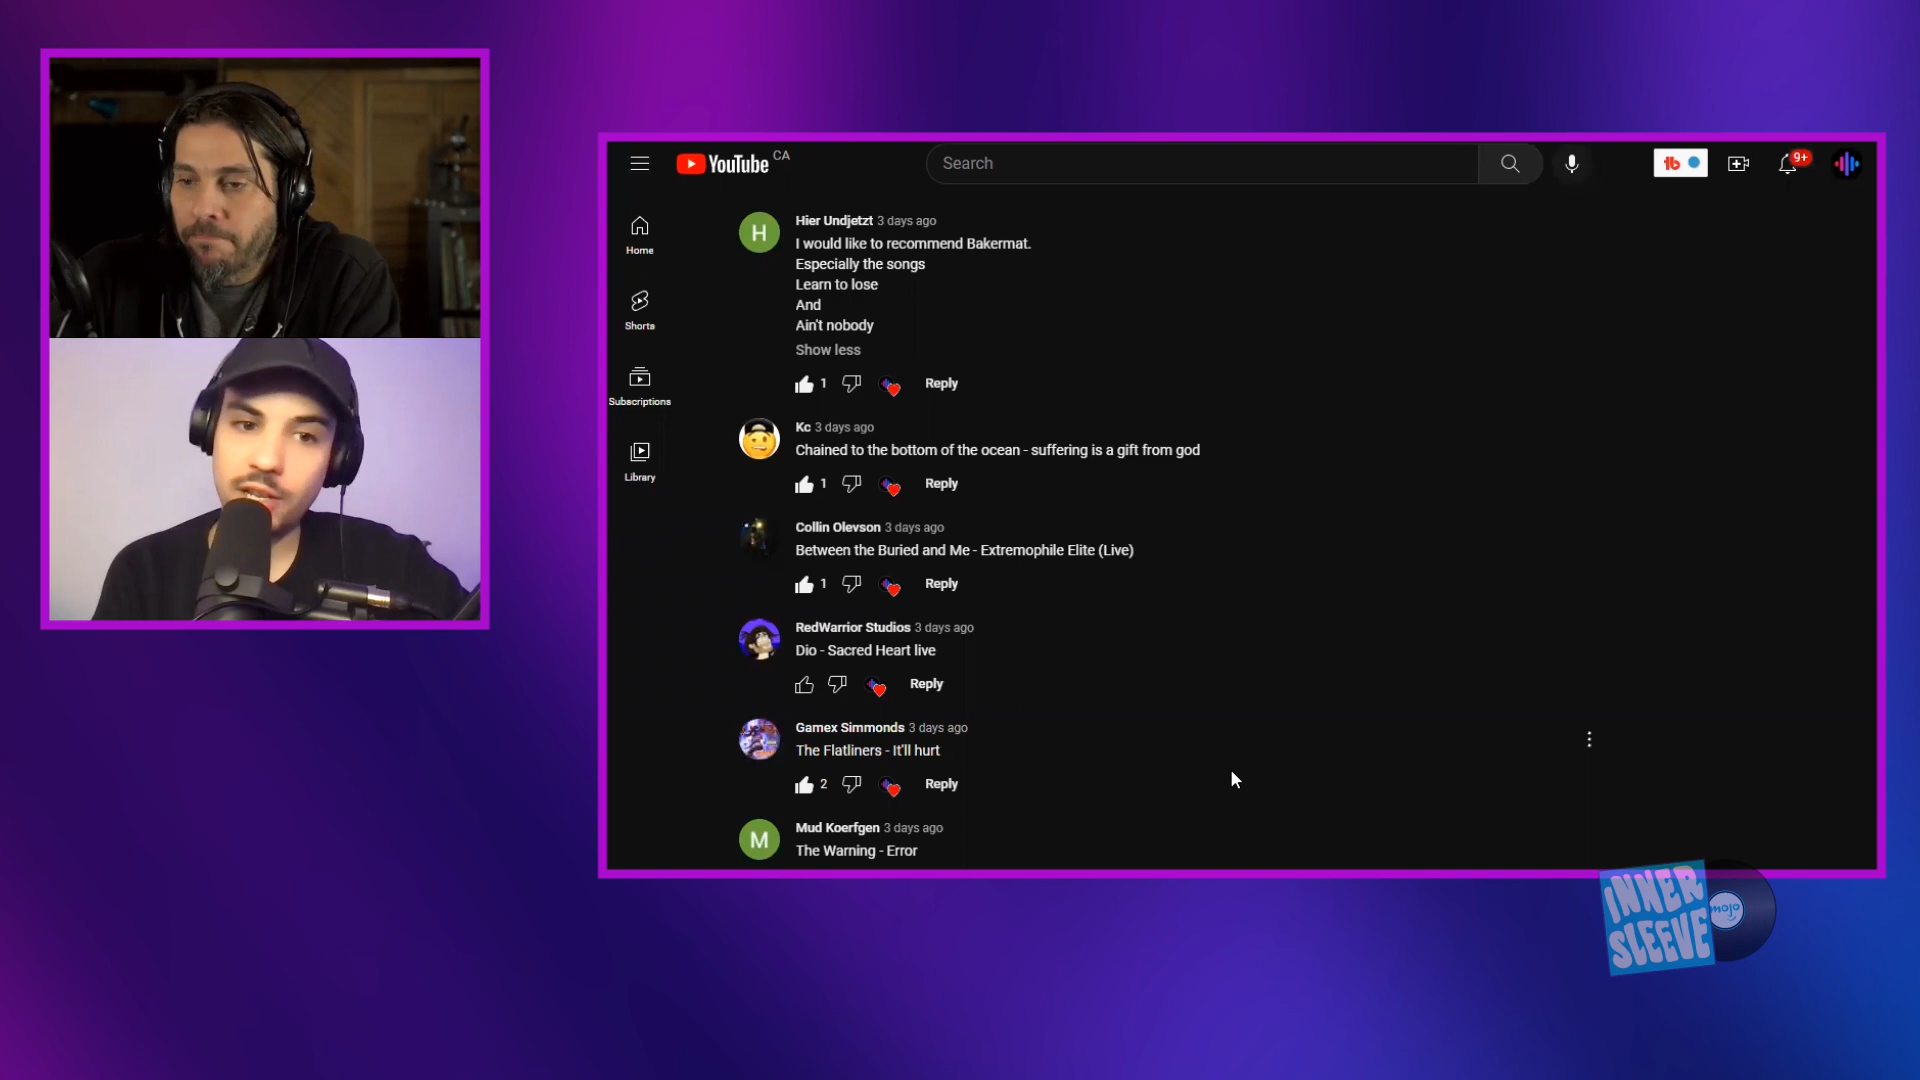 YouTube CA
Search
9+
Home
Shorts
Subscriptions
Library
H
Hier Undjetzt 3 days ago
I would like to recommend Bakermat.
Especially the songs
Learn to lose
And
Ain't nobody
Show less
1
Reply
Kc 3 days ago
Chained to the bottom of the ocean - suffering is a gift from god
1
Reply
Collin Olevson 3 days ago
Between the Buried and Me - Extremophile Elite (Live)
1
Reply
RedWarrior Studios 3 days ago
Dio - Sacred Heart live
Reply
Gamex Simmonds 3 days ago
The Flatliners - It'll hurt
2
Reply
M
Mud Koerfgen 3 days ago
The Warning - Error
INNER
SLEEVE
mojo